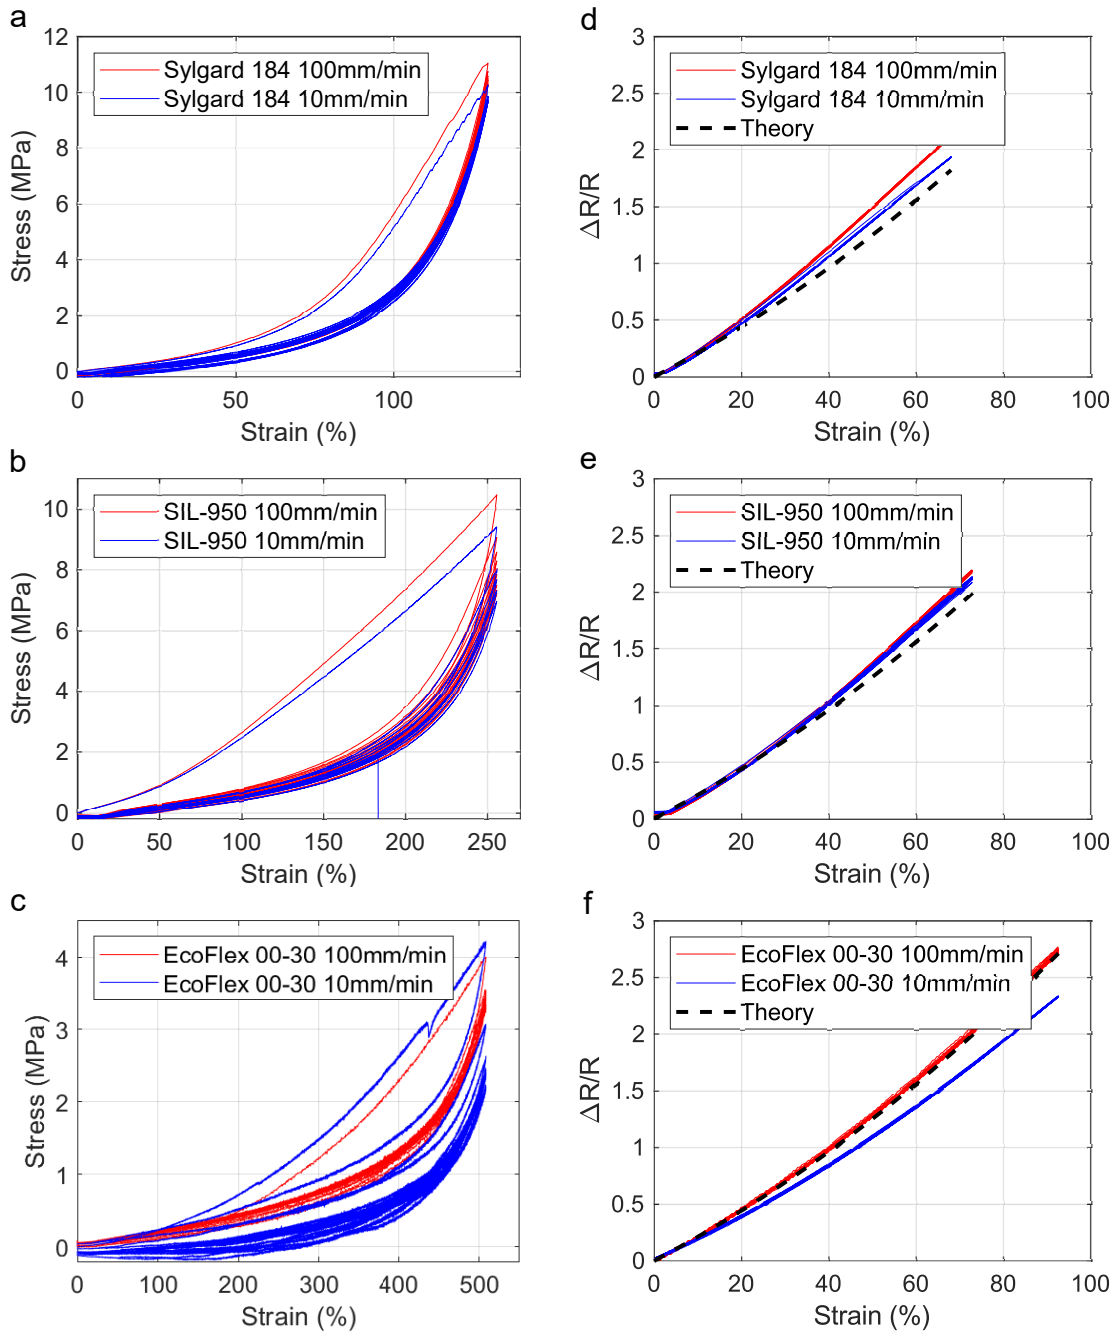 a
12
10
8
6
4
2
0
0
50
100
Stress (MPa)
Strain (%)
Sylgard 184 100mm/min
Sylgard 184 10mm/min
d
3
2.5
2
1.5
1
0.5
0
0
20
40
60
80
100
ΔR/R
Strain (%)
Sylgard 184 100mm/min
Sylgard 184 10mm/min
Theory
b
10
8
6
4
2
0
0
50
100
150
200
250
Stress (MPa)
Strain (%)
SIL-950 100mm/min
SIL-950 10mm/min
e
3
2.5
2
1.5
1
0.5
0
0
20
40
60
80
100
ΔR/R
Strain (%)
SIL-950 100mm/min
SIL-950 10mm/min
Theory
c
4
3
2
1
0
0
100
200
300
400
500
Stress (MPa)
Strain (%)
EcoFlex 00-30 100mm/min
EcoFlex 00-30 10mm/min
f
3
2.5
2
1.5
1
0.5
0
0
20
40
60
80
100
ΔR/R
Strain (%)
EcoFlex 00-30 100mm/min
EcoFlex 00-30 10mm/min
Theory